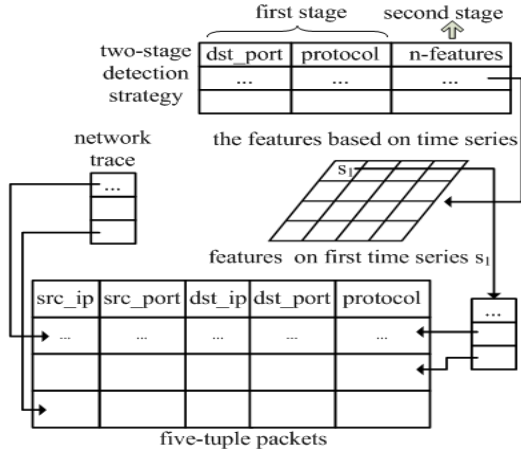 first stage
second stage
two-stage detection strategy
dst_port protocol n-features
... ... ...
the features based on time series
network trace
...
s1
features on first time series s1
src_ip src_port dst_ip dst_port protocol
... ... ... ... ...
...
five-tuple packets